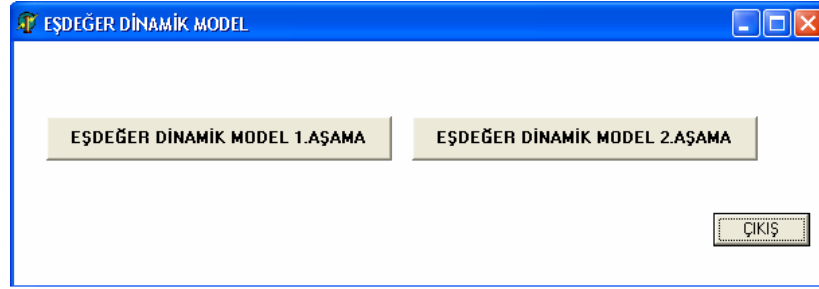 EŞDEĞER DİNAMİK MODEL
EŞDEĞER DİNAMİK MODEL 1.AŞAMA
EŞDEĞER DİNAMİK MODEL 2.AŞAMA
ÇIKIŞ